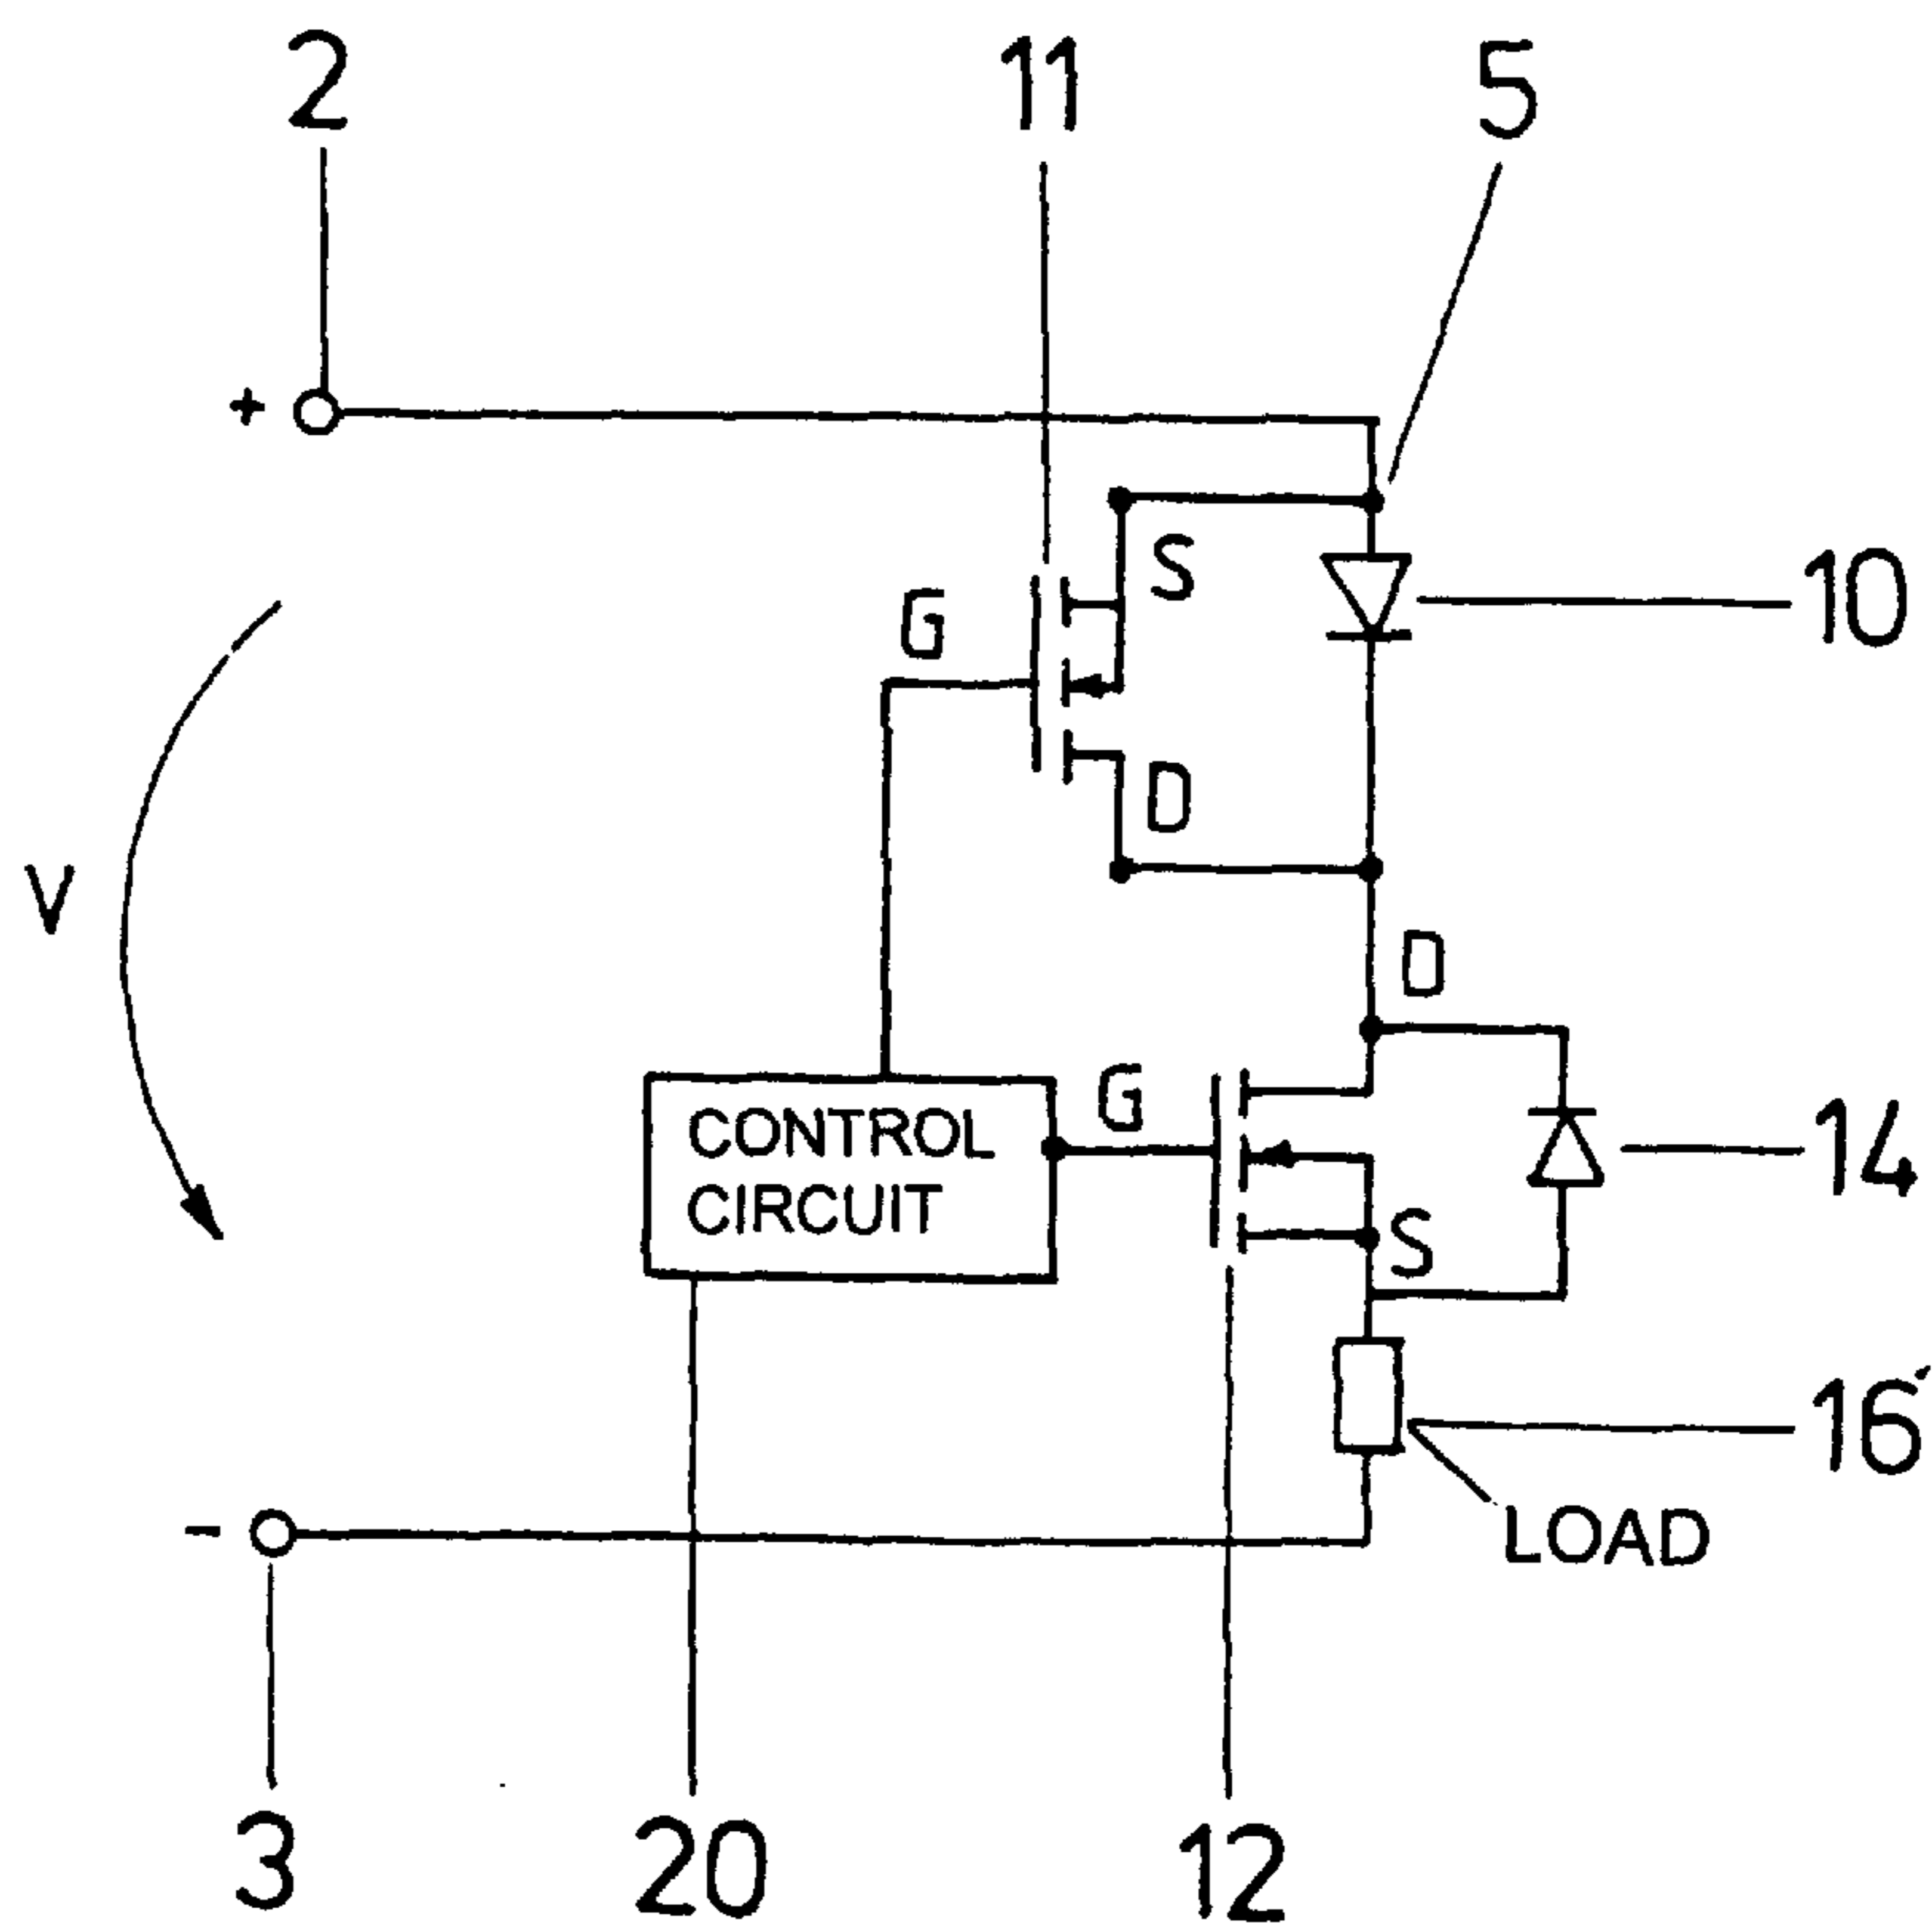 2 11 5
+
S
G
10
D
V
D
G
CONTROL
CIRCUIT
14
S
16'
-
LOAD
3 20 12